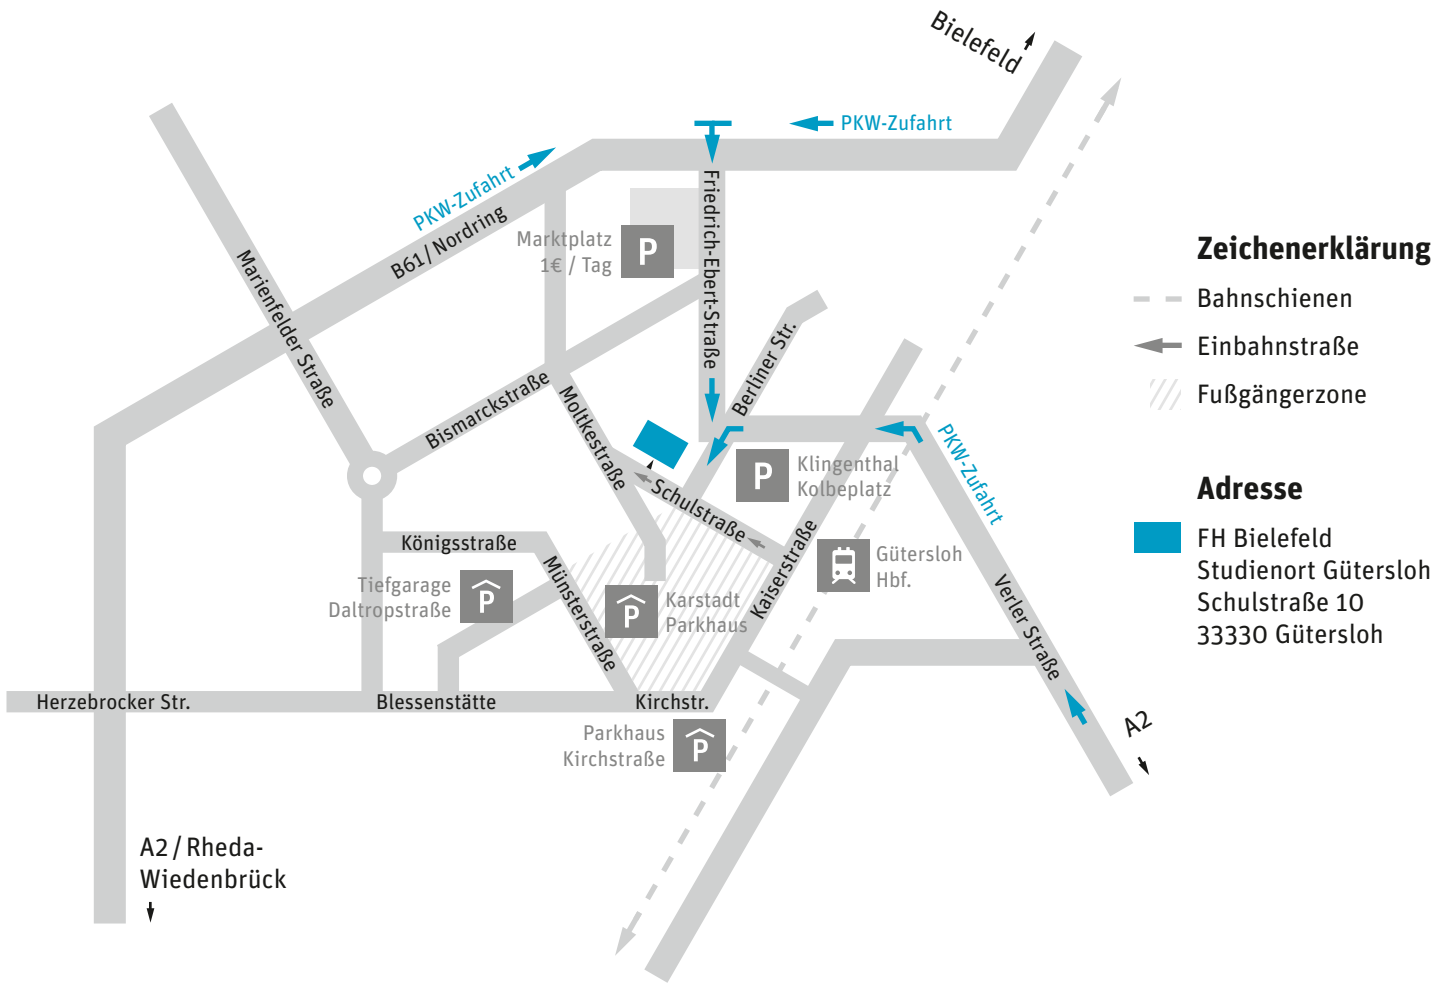 Bielefeld
PKW-Zufahrt
PKW-Zufahrt
B61/Nordring
Marienfelder Straße
Marktplatz
1€ / Tag
P
Friedrich-Ebert-Straße
Berliner Str.
Bismarckstraße
Moltkestraße
Schulstraße
P
Klingenthal
Kolbeplatz
PKW-Zufahrt
Königsstraße
Münsterstraße
Tiefgarage
Daltropstraße
P
P
Karstadt
Parkhaus
Kaiserstraße
Gütersloh
Hbf.
Verler Straße
Herzebrocker Str.
Blessenstätte
Kirchstr.
Parkhaus
Kirchstraße
P
A2
A2/Rheda-
Wiedenbrück
Zeichenerklärung
Bahnschienen
Einbahnstraße
Fußgängerzone
Adresse
FH Bielefeld
Studienort Gütersloh
Schulstraße 10
33330 Gütersloh